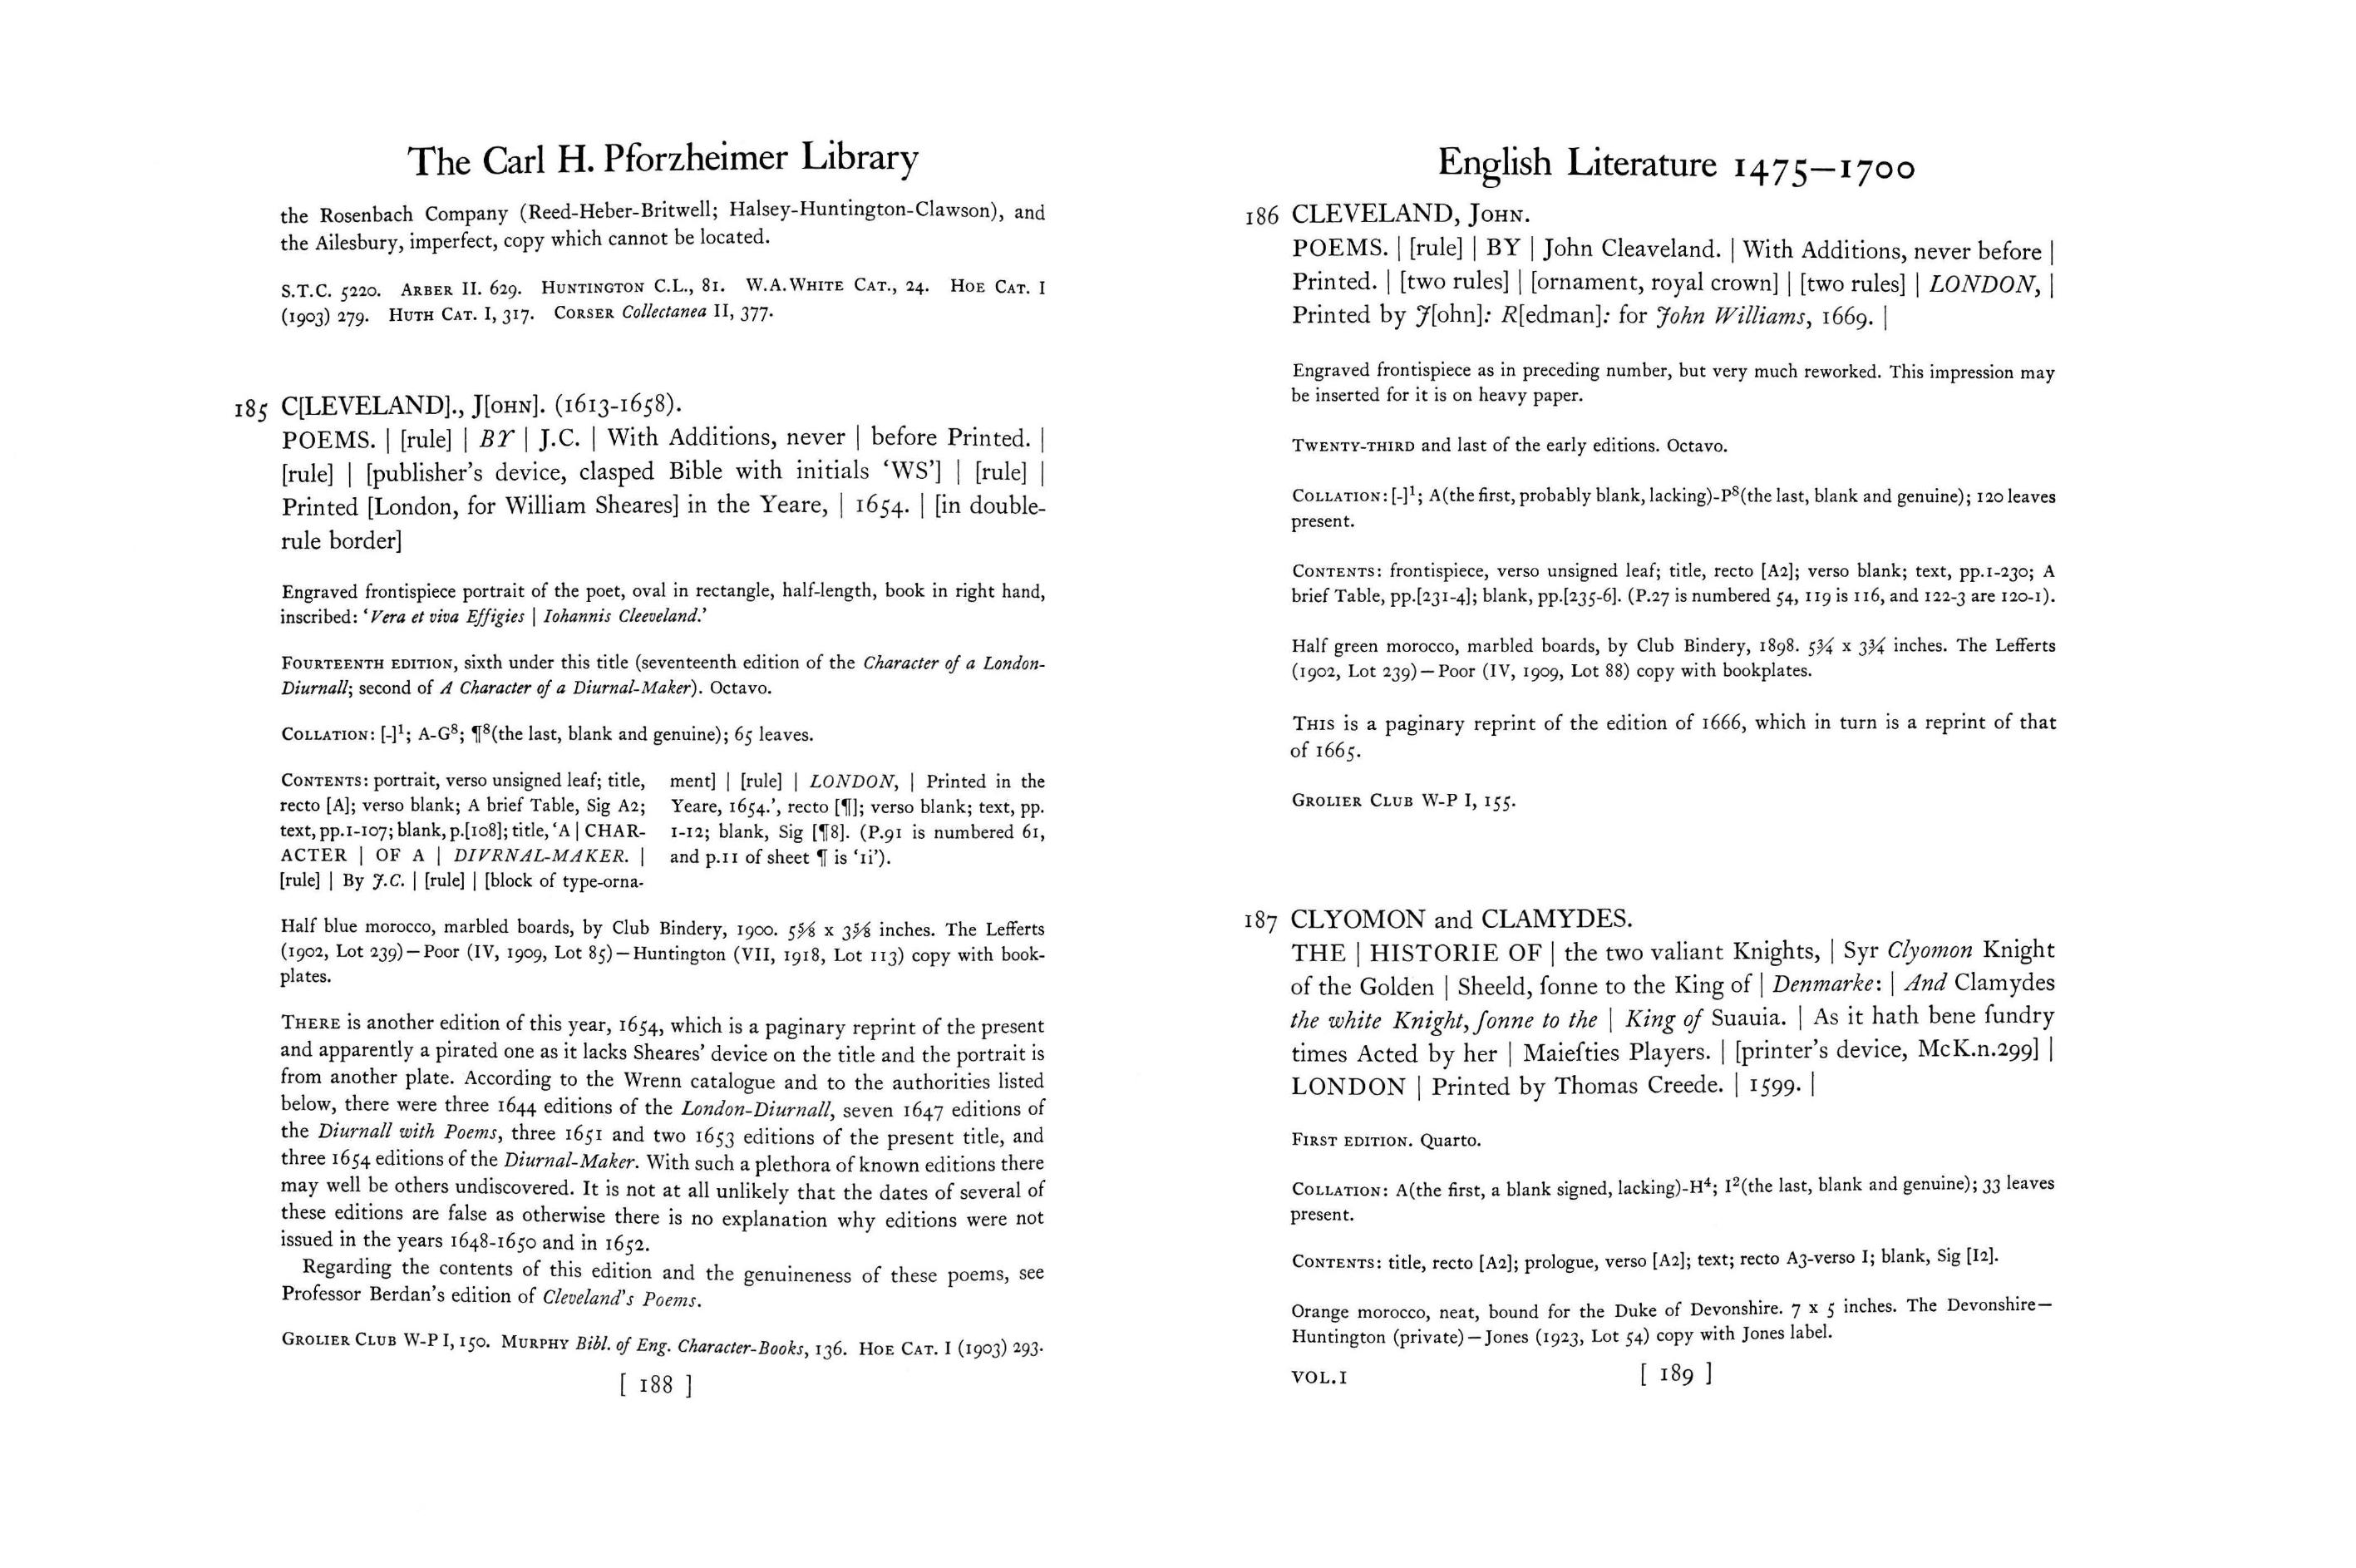 The Carl H. Pforzheimer Library
the Rosenbach Company (Reed-Heber-Britwell; Halsey-Huntington-Clawson), and
the Ailesbury, imperfect, copy which cannot be located.
S.T.C. 5220. Arber II. 629. Huntington C.L., 81. W.A.White Cat., 24. Hoe Cat. I
(1903) 279. Huth Cat. I, 317. Corser Collectanea II, 377.
185 C[LEVELAND]., J[ohn]. (1613-1658).
POEMS. | [rule] | BY | J.C. | With Additions, never | before Printed. |
[rule] | [publisher's device, clasped Bible with initials ‘WS’] | [rule] |
Printed [London, for William Sheares] in the Yeare, | 1654. | [in double-
rule border]
Engraved frontispiece portrait of the poet, oval in rectangle, half-length, book in right hand,
inscribed: ‘Vera et viva Effigies | Iohannis Cleeveland.’
Fourteenth edition, sixth under this title (seventeenth edition of the Character of a London-
Diurnall; second of A Character of a Diurnal-Maker). Octavo.
Collation: [-]¹; A-G⁸; ¶⁸(the last, blank and genuine); 65 leaves.
Contents: portrait, verso unsigned leaf; title,
recto [A]; verso blank; A brief Table, Sig A2;
text, pp.1-107; blank, p.[108]; title, ‘A | CHAR-
ACTER | OF A | DIVRNAL-MAKER. |
[rule] | By J.C. | [rule] | [block of type-orna-
ment] | [rule] | LONDON, | Printed in the
Yeare, 1654.’, recto [¶]; verso blank; text, pp.
1-12; blank, Sig [¶8]. (P.91 is numbered 61,
and p.11 of sheet ¶ is ‘1i’).
Half blue morocco, marbled boards, by Club Bindery, 1900. 5⅝ x 3⅝ inches. The Lefferts
(1902, Lot 239)—Poor (IV, 1909, Lot 85)—Huntington (VII, 1918, Lot 113) copy with book-
plates.
There is another edition of this year, 1654, which is a paginary reprint of the present
and apparently a pirated one as it lacks Sheares' device on the title and the portrait is
from another plate. According to the Wrenn catalogue and to the authorities listed
below, there were three 1644 editions of the London-Diurnall, seven 1647 editions of
the Diurnall with Poems, three 1651 and two 1653 editions of the present title, and
three 1654 editions of the Diurnal-Maker. With such a plethora of known editions there
may well be others undiscovered. It is not at all unlikely that the dates of several of
these editions are false as otherwise there is no explanation why editions were not
issued in the years 1648-1650 and in 1652.
Regarding the contents of this edition and the genuineness of these poems, see
Professor Berdan's edition of Cleveland's Poems.
Grolier Club W-P I, 150. Murphy Bibl. of Eng. Character-Books, 136. Hoe Cat. I (1903) 293.
[ 188 ]
English Literature 1475—1700
186 CLEVELAND, John.
POEMS. | [rule] | BY | John Cleaveland. | With Additions, never before |
Printed. | [two rules] | [ornament, royal crown] | [two rules] | LONDON, |
Printed by J[ohn]: R[edman]: for John Williams, 1669. |
Engraved frontispiece as in preceding number, but very much reworked. This impression may
be inserted for it is on heavy paper.
Twenty-third and last of the early editions. Octavo.
Collation: [-]¹; A(the first, probably blank, lacking)-P⁸(the last, blank and genuine); 120 leaves
present.
Contents: frontispiece, verso unsigned leaf; title, recto [A2]; verso blank; text, pp.1-230; A
brief Table, pp.[231-4]; blank, pp.[235-6]. (P.27 is numbered 54, 119 is 116, and 122-3 are 120-1).
Half green morocco, marbled boards, by Club Bindery, 1898. 5¾ x 3¾ inches. The Lefferts
(1902, Lot 239)—Poor (IV, 1909, Lot 88) copy with bookplates.
This is a paginary reprint of the edition of 1666, which in turn is a reprint of that
of 1665.
Grolier Club W-P I, 155.
187 CLYOMON and CLAMYDES.
THE | HISTORIE OF | the two valiant Knights, | Syr Clyomon Knight
of the Golden | Sheeld, ſonne to the King of | Denmarke: | And Clamydes
the white Knight, ſonne to the | King of Suauia. | As it hath bene ſundry
times Acted by her | Maieſties Players. | [printer's device, McK.n.299] |
LONDON | Printed by Thomas Creede. | 1599. |
First edition. Quarto.
Collation: A(the first, a blank signed, lacking)-H⁴; I²(the last, blank and genuine); 33 leaves
present.
Contents: title, recto [A2]; prologue, verso [A2]; text; recto A3-verso I; blank, Sig [I2].
Orange morocco, neat, bound for the Duke of Devonshire. 7 x 5 inches. The Devonshire—
Huntington (private)—Jones (1923, Lot 54) copy with Jones label.
VOL.I
[ 189 ]